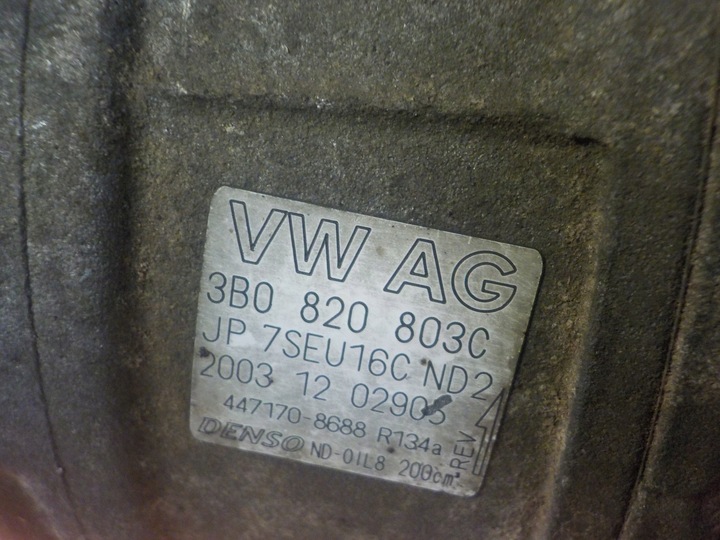 VW AG
3B0 820 803C
JP 7SEU16C ND2
2003 12 02905
447170-8688 R134a
DENSO ND-OIL8 200cm³
REV